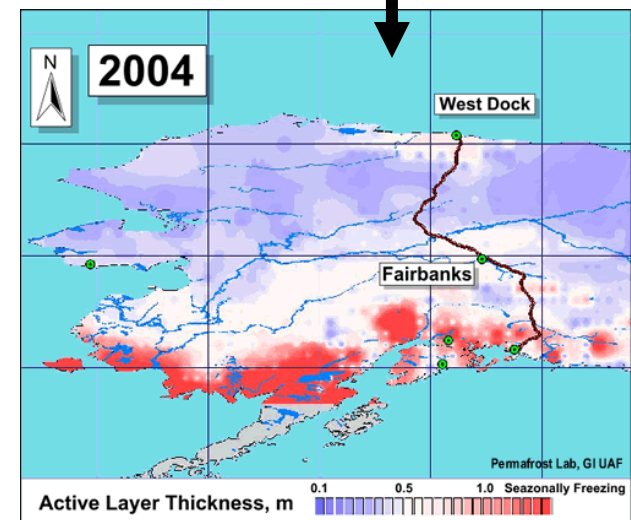 N
2004
West Dock
Fairbanks
Permafrost Lab, GI UAF
Active Layer Thickness, m
0.1 0.5 1.0 Seazonally Freezing